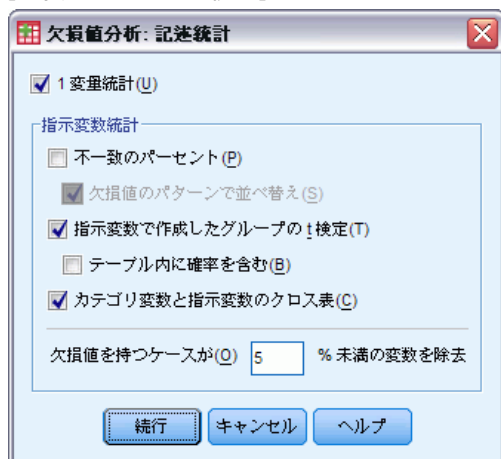 欠損値分析: 記述統計
1 変量統計(U)
指示変数統計
不一致のパーセント(P)
欠損値のパターンで並べ替え(S)
指示変数で作成したグループの t 検定(T)
テーブル内に確率を含む(B)
カテゴリ変数と指示変数のクロス表(C)
欠損値を持つケースが(O) 5 % 未満の変数を除去
続行 キャンセル ヘルプ